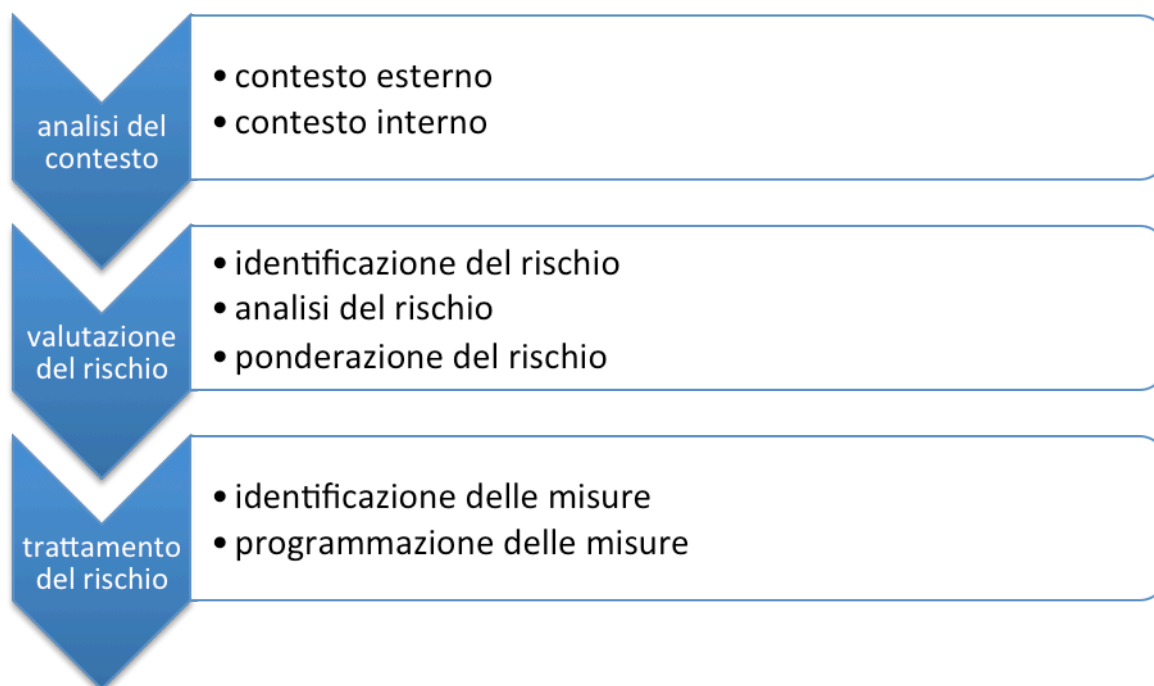 analisi del
contesto
• contesto esterno
• contesto interno
valutazione
del rischio
• identificazione del rischio
• analisi del rischio
• ponderazione del rischio
trattamento
del rischio
• identificazione delle misure
• programmazione delle misure